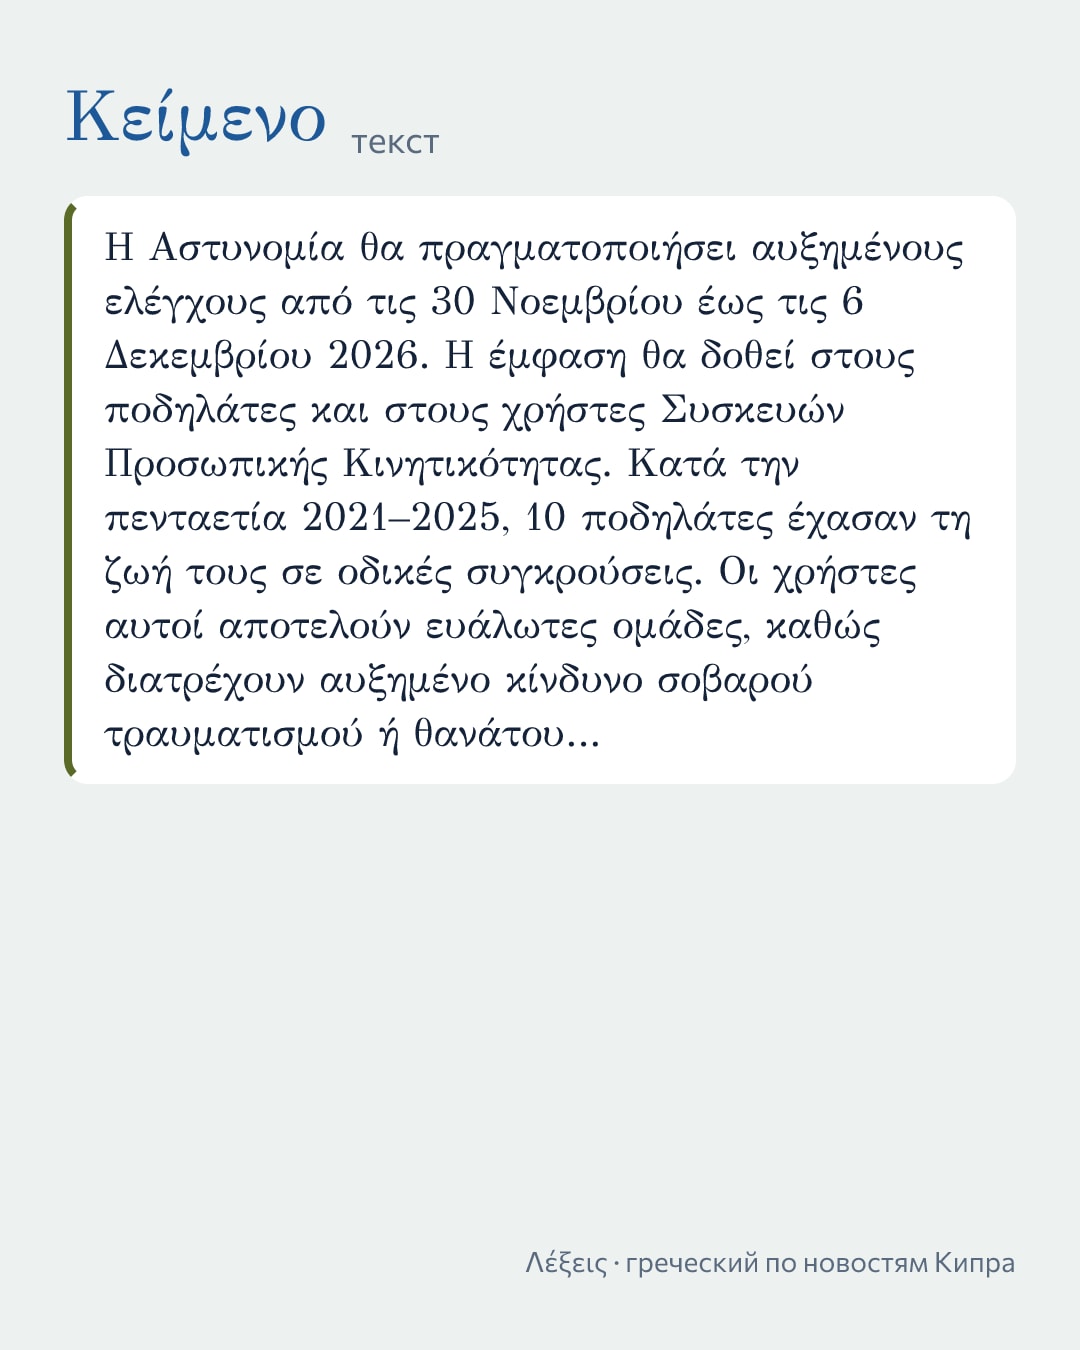 Κείμενο текст
Η Αστυνομία θα πραγματοποιήσει αυξημένους
ελέγχους από τις 30 Νοεμβρίου έως τις 6
Δεκεμβρίου 2026. Η έμφαση θα δοθεί στους
ποδηλάτες και στους χρήστες Συσκευών
Προσωπικής Κινητικότητας. Κατά την
πενταετία 2021–2025, 10 ποδηλάτες έχασαν τη
ζωή τους σε οδικές συγκρούσεις. Οι χρήστες
αυτοί αποτελούν ευάλωτες ομάδες, καθώς
διατρέχουν αυξημένο κίνδυνο σοβαρού
τραυματισμού ή θανάτου...
Λέξεις · греческий по новостям Кипра